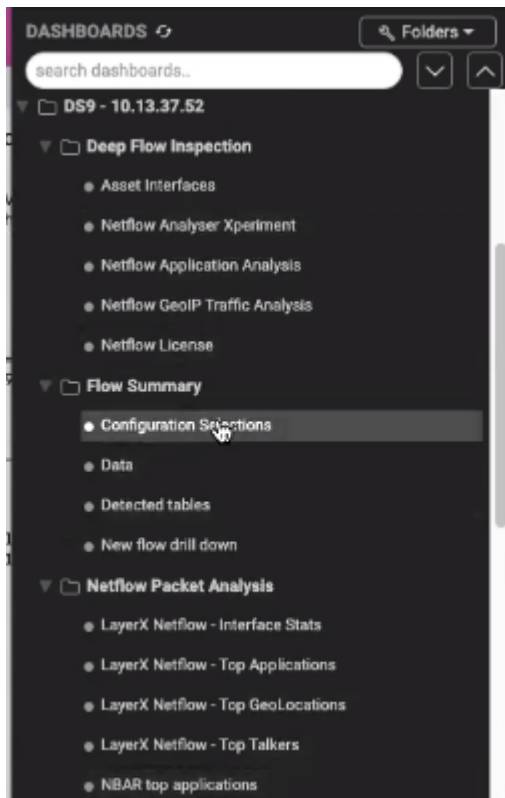 DASHBOARDS
Folders
search dashboards..
DS9 - 10.13.37.52
Deep Flow Inspection
Asset Interfaces
Netflow Analyser Xperiment
Netflow Application Analysis
Netflow GeoIP Traffic Analysis
Netflow License
Flow Summary
Configuration Selections
Data
Detected tables
New flow drill down
Netflow Packet Analysis
LayerX Netflow - Interface Stats
LayerX Netflow - Top Applications
LayerX Netflow - Top GeoLocations
LayerX Netflow - Top Talkers
NBAR top applications